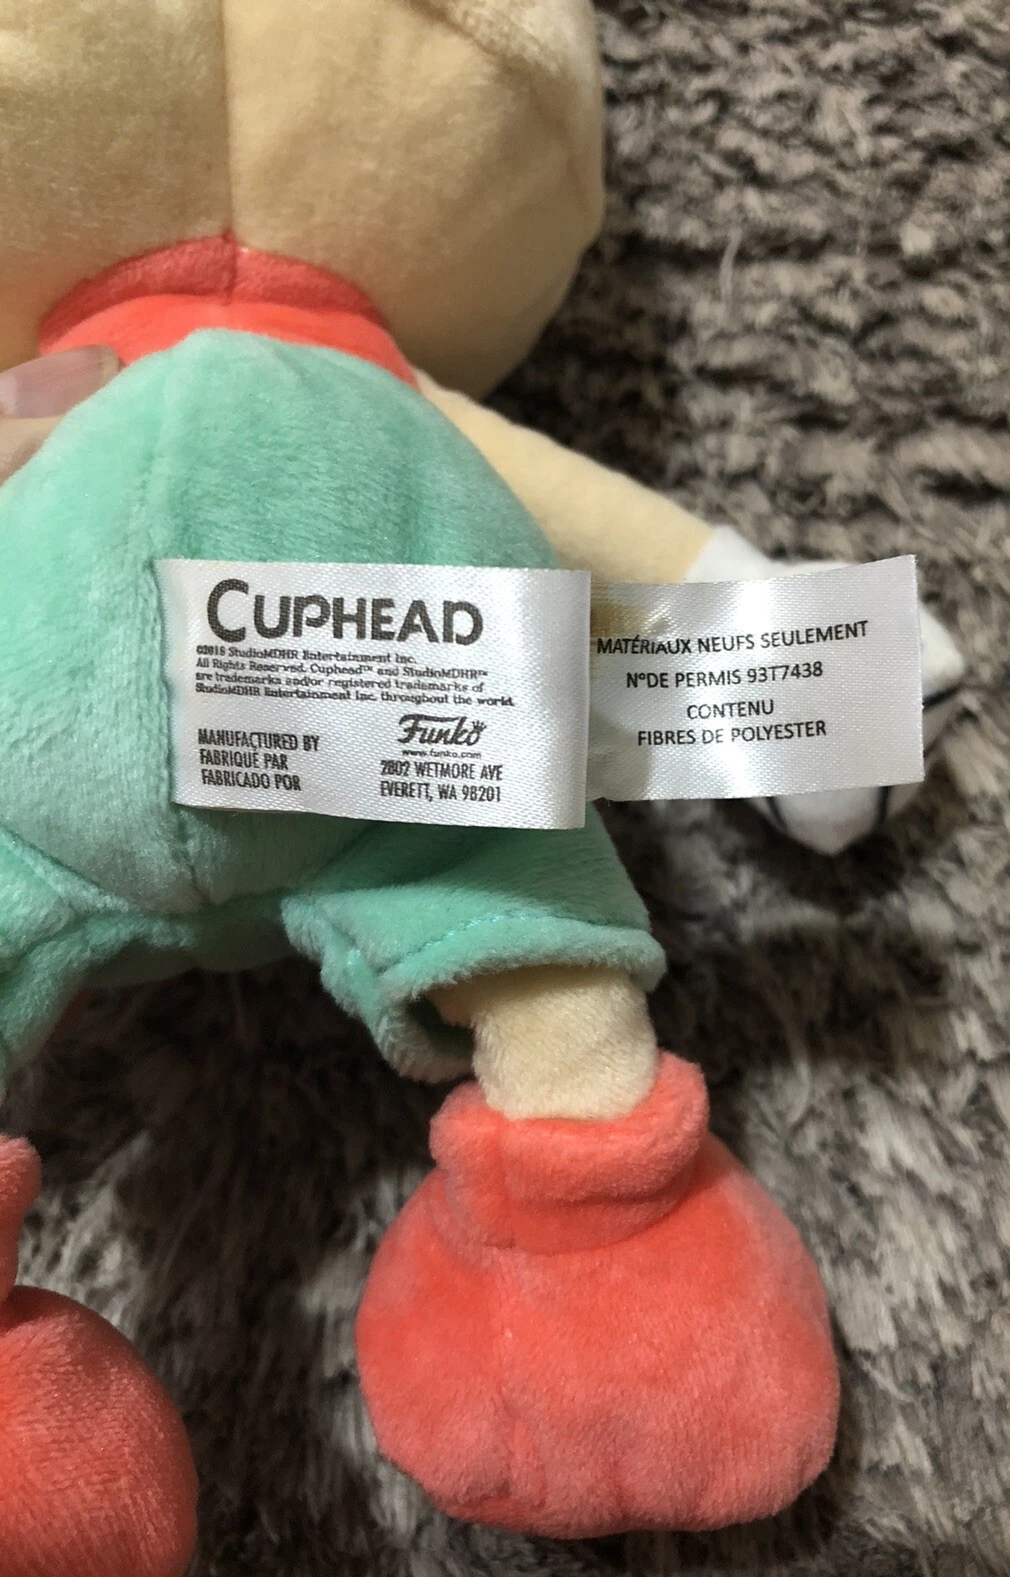 CUPHEAD
©2018 StudioMDHR Entertainment Inc.
All Rights Reserved. Cuphead™ and StudioMDHR™
are trademarks and/or registered trademarks of
StudioMDHR Entertainment Inc. throughout the world.
MANUFACTURED BY
FABRIQUÉ PAR
FABRICADO POR
Funko
www.funko.com
2802 WETMORE AVE
EVERETT, WA 98201
MATÉRIAUX NEUFS SEULEMENT
N°DE PERMIS 93T7438
CONTENU
FIBRES DE POLYESTER